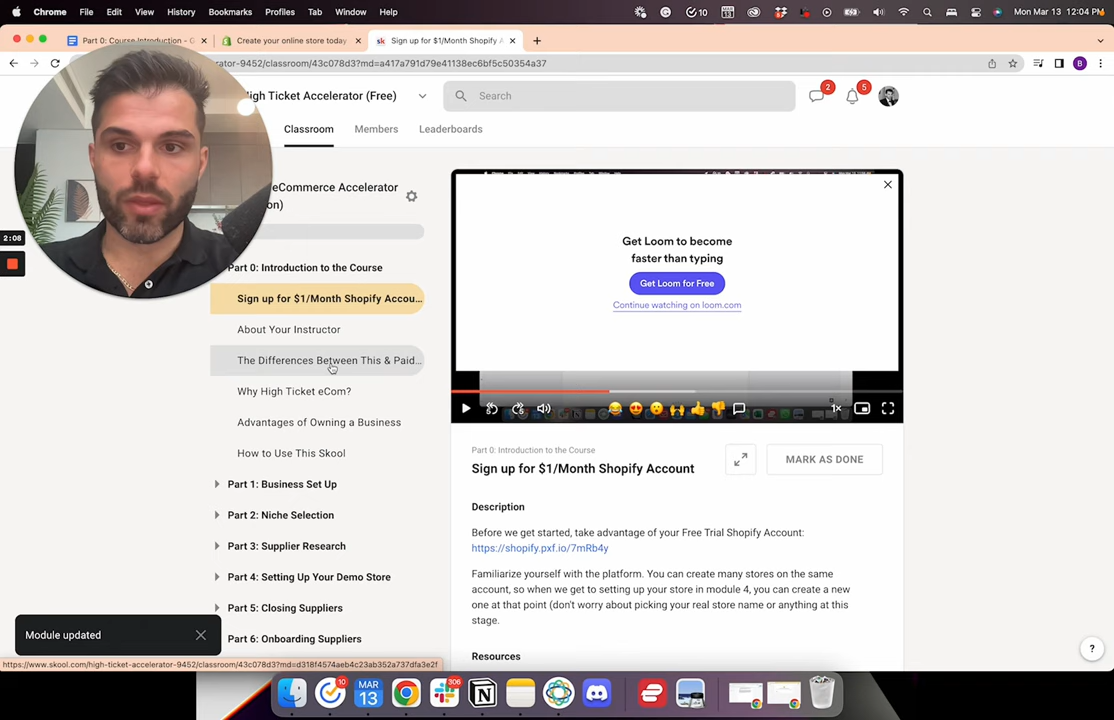 Chrome File Edit View History Bookmarks Profiles Tab Window Help
10
Mon Mar 13 12:04 PM
Part 0: Course Introduction - G
Create your online store today
sk Sign up for $1/Month Shopify A
rator-9452/classroom/43c078d3?md=a417a791d79e41138ec6bf5c50354a37
B
High Ticket Accelerator (Free)
Search
2
5
Classroom Members Leaderboards
eCommerce Accelerator
on)
2:08
Part 0: Introduction to the Course
Sign up for $1/Month Shopify Accou...
About Your Instructor
The Differences Between This & Paid...
Why High Ticket eCom?
Advantages of Owning a Business
How to Use This Skool
Part 1: Business Set Up
Part 2: Niche Selection
Part 3: Supplier Research
Part 4: Setting Up Your Demo Store
Part 5: Closing Suppliers
Part 6: Onboarding Suppliers
Get Loom to become
faster than typing
Get Loom for Free
Continue watching on loom.com
1×
Part 0: Introduction to the Course
Sign up for $1/Month Shopify Account
MARK AS DONE
Description
Before we get started, take advantage of your Free Trial Shopify Account:
https://shopify.pxf.io/7mRb4y
Familiarize yourself with the platform. You can create many stores on the same
account, so when we get to setting up your store in module 4, you can create a new
one at that point (don't worry about picking your real store name or anything at this
stage.
Resources
Module updated
?
https://www.skool.com/high-ticket-accelerator-9452/classroom/43c078d3?md=d318f4574aeb4c23ab352a737dfa3e2f
10
MAR
13
306